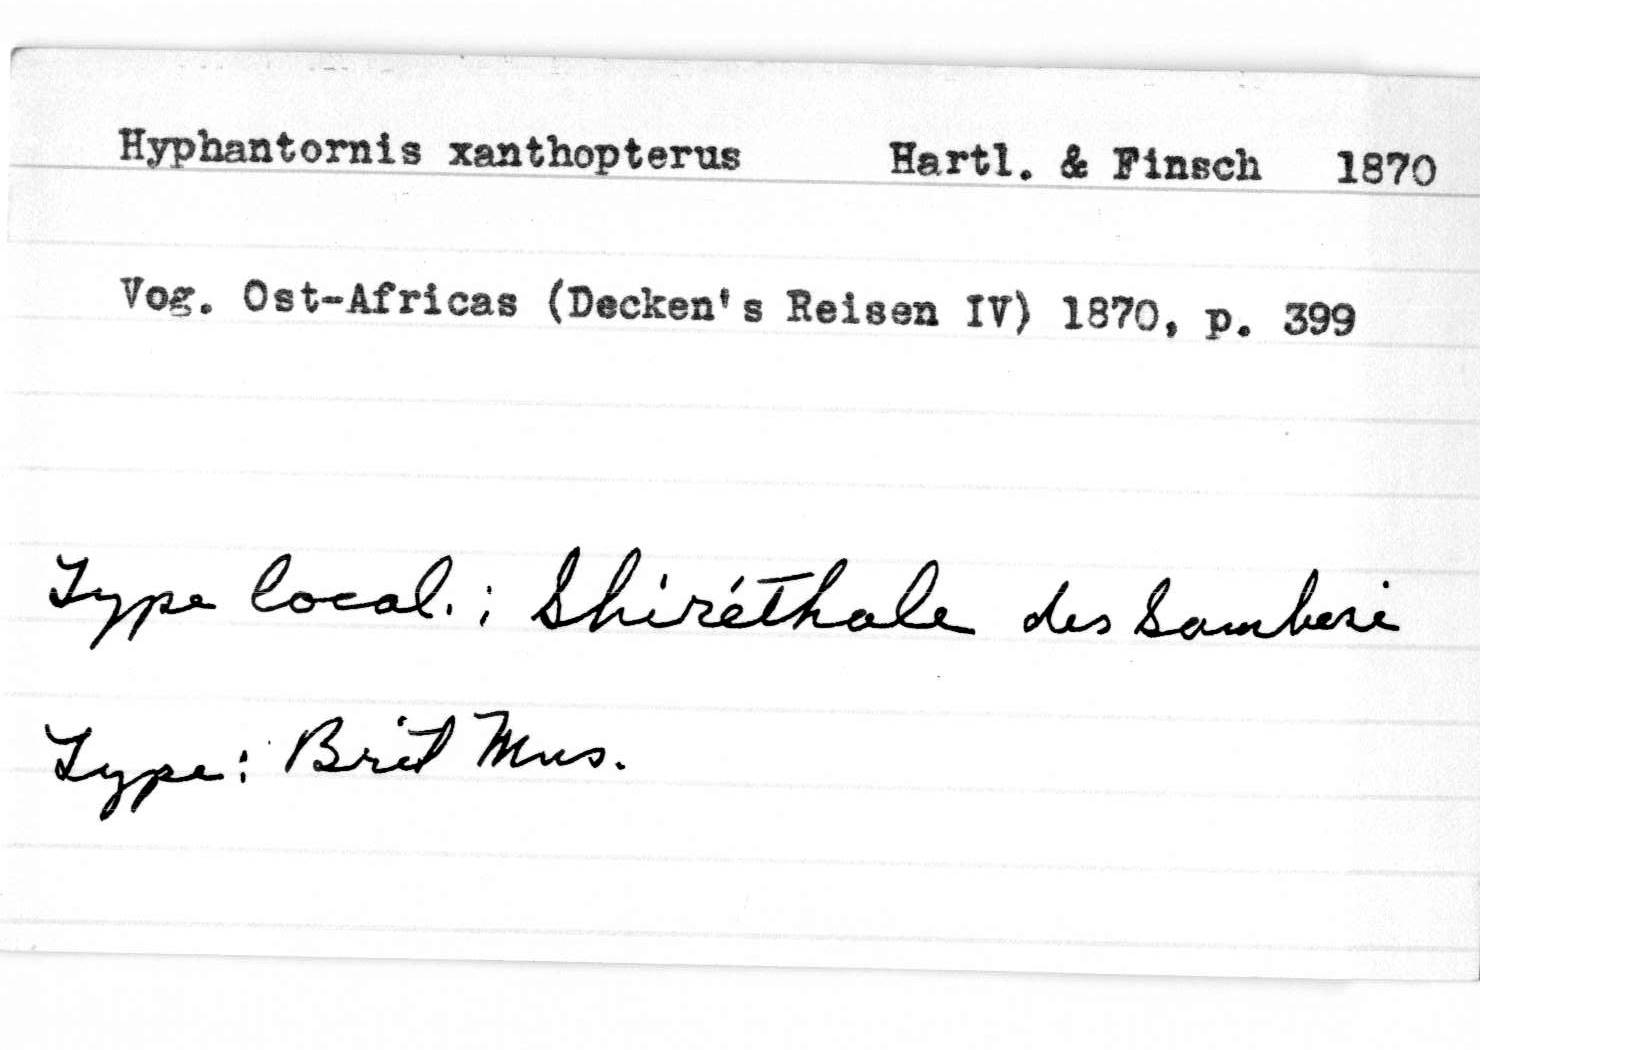 Hyphantornis xanthopterus Hartl. & Finsch 1870
Vog. Ost-Africas (Decken's Reisen IV) 1870, p. 399
Type local.: Shiréthale des Sambesi
Type: Brit Mus.